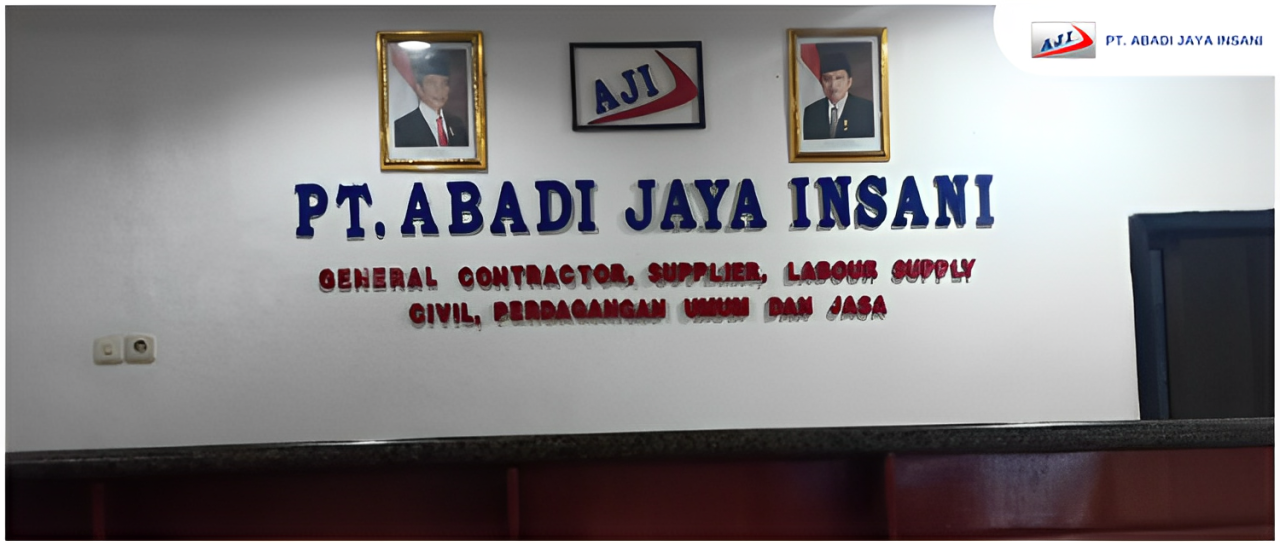 AJI
AJI PT. ABADI JAYA INSANI
PT. ABADI JAYA INSANI
GENERAL CONTRACTOR, SUPPLIER, LABOUR SUPPLY
CIVIL, PERDAGANGAN UMUM DAN JASA